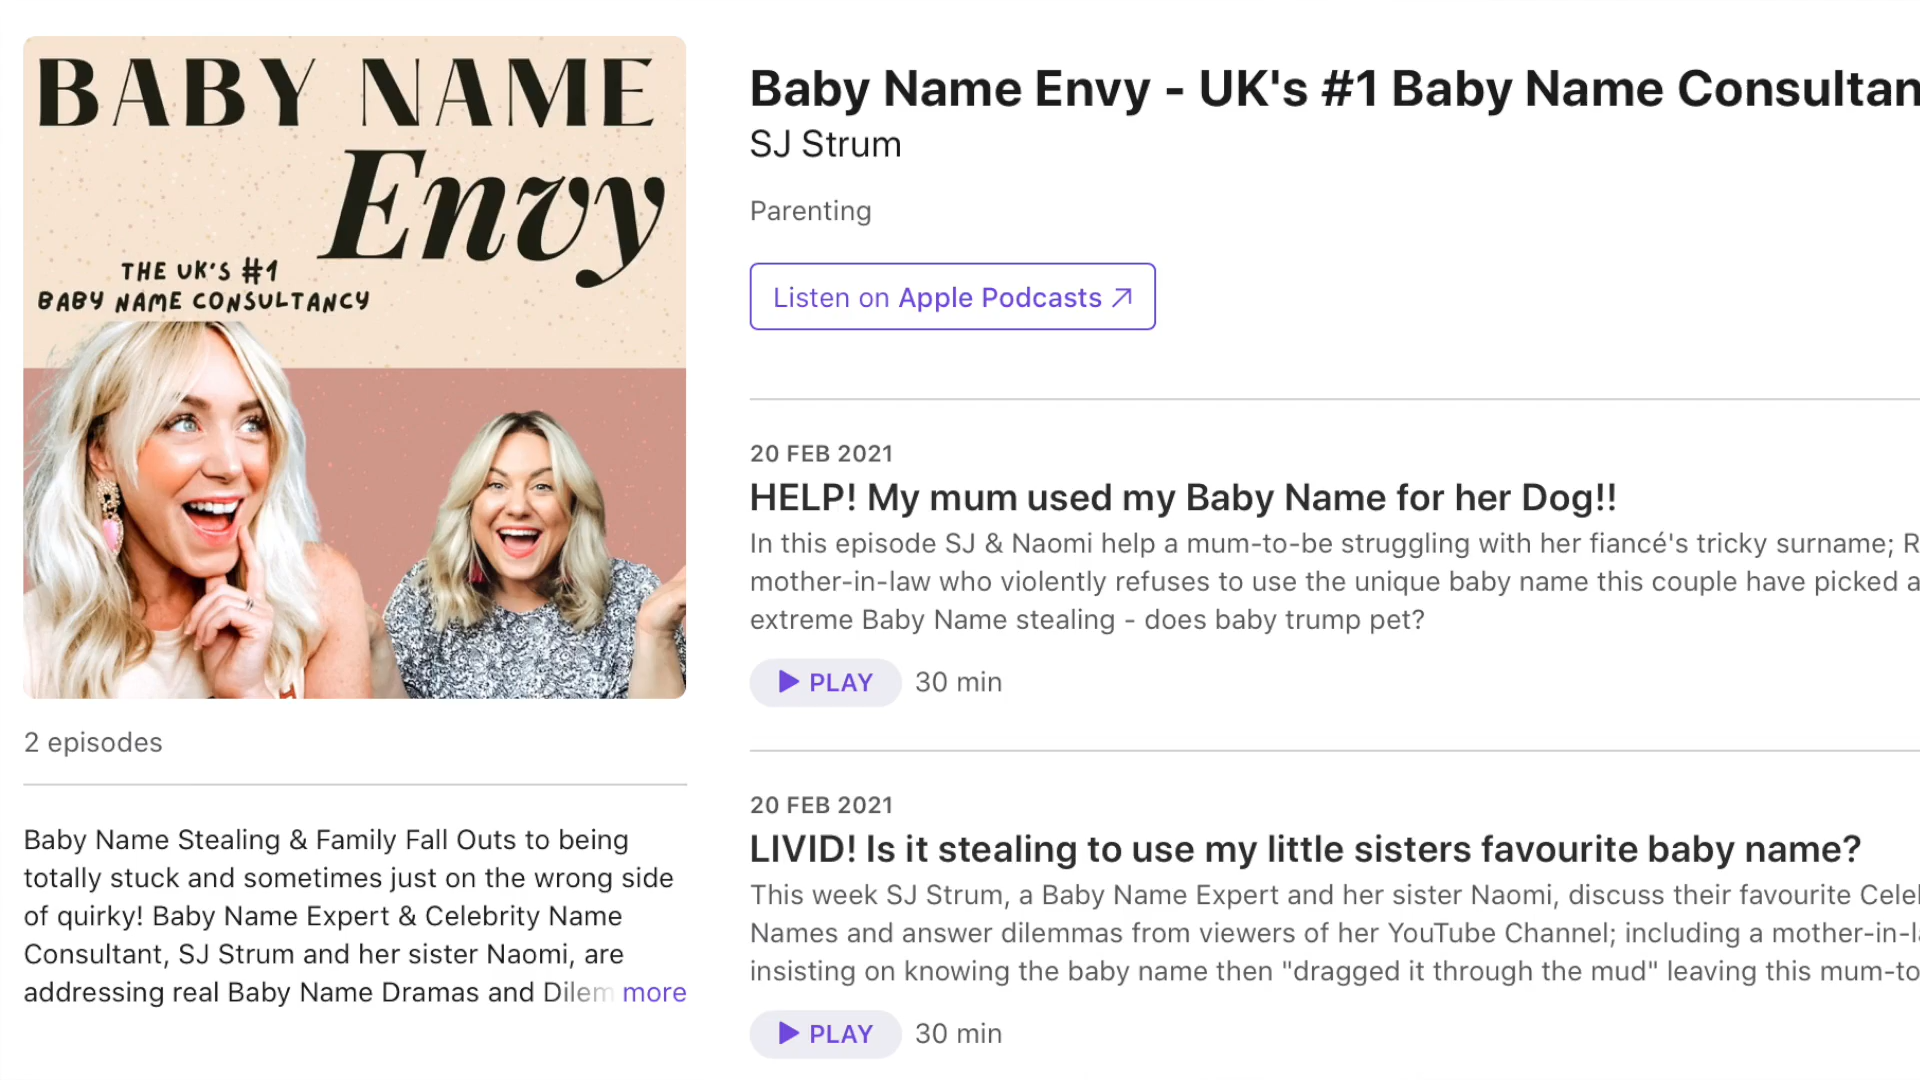 BABY NAME
Envy
THE UK'S #1
BABY NAME CONSULTANCY
2 episodes
Baby Name Stealing & Family Fall Outs to being
totally stuck and sometimes just on the wrong side
of quirky! Baby Name Expert & Celebrity Name
Consultant, SJ Strum and her sister Naomi, are
addressing real Baby Name Dramas and Dilem more
Baby Name Envy - UK's #1 Baby Name Consultan
SJ Strum
Parenting
Listen on Apple Podcasts ↗
20 FEB 2021
HELP! My mum used my Baby Name for her Dog!!
In this episode SJ & Naomi help a mum-to-be struggling with her fiancé's tricky surname; R
mother-in-law who violently refuses to use the unique baby name this couple have picked a
extreme Baby Name stealing - does baby trump pet?
PLAY 30 min
20 FEB 2021
LIVID! Is it stealing to use my little sisters favourite baby name?
This week SJ Strum, a Baby Name Expert and her sister Naomi, discuss their favourite Cele
Names and answer dilemmas from viewers of her YouTube Channel; including a mother-in-l
insisting on knowing the baby name then "dragged it through the mud" leaving this mum-to
PLAY 30 min